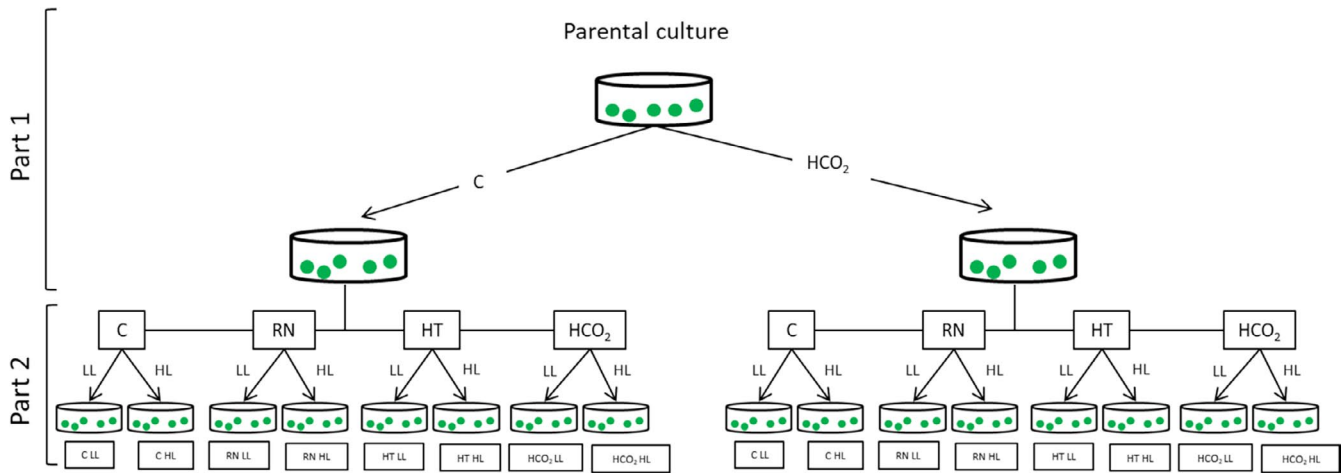 Part 1
Parental culture
C
HCO₂
Part 2
C RN HT HCO₂ C RN HT HCO₂
LL HL LL HL LL HL LL HL LL HL LL HL LL HL LL HL
C LL C HL RN LL RN HL HT LL HT HL HCO₂ LL HCO₂ HL C LL C HL RN LL RN HL HT LL HT HL HCO₂ LL HCO₂ HL